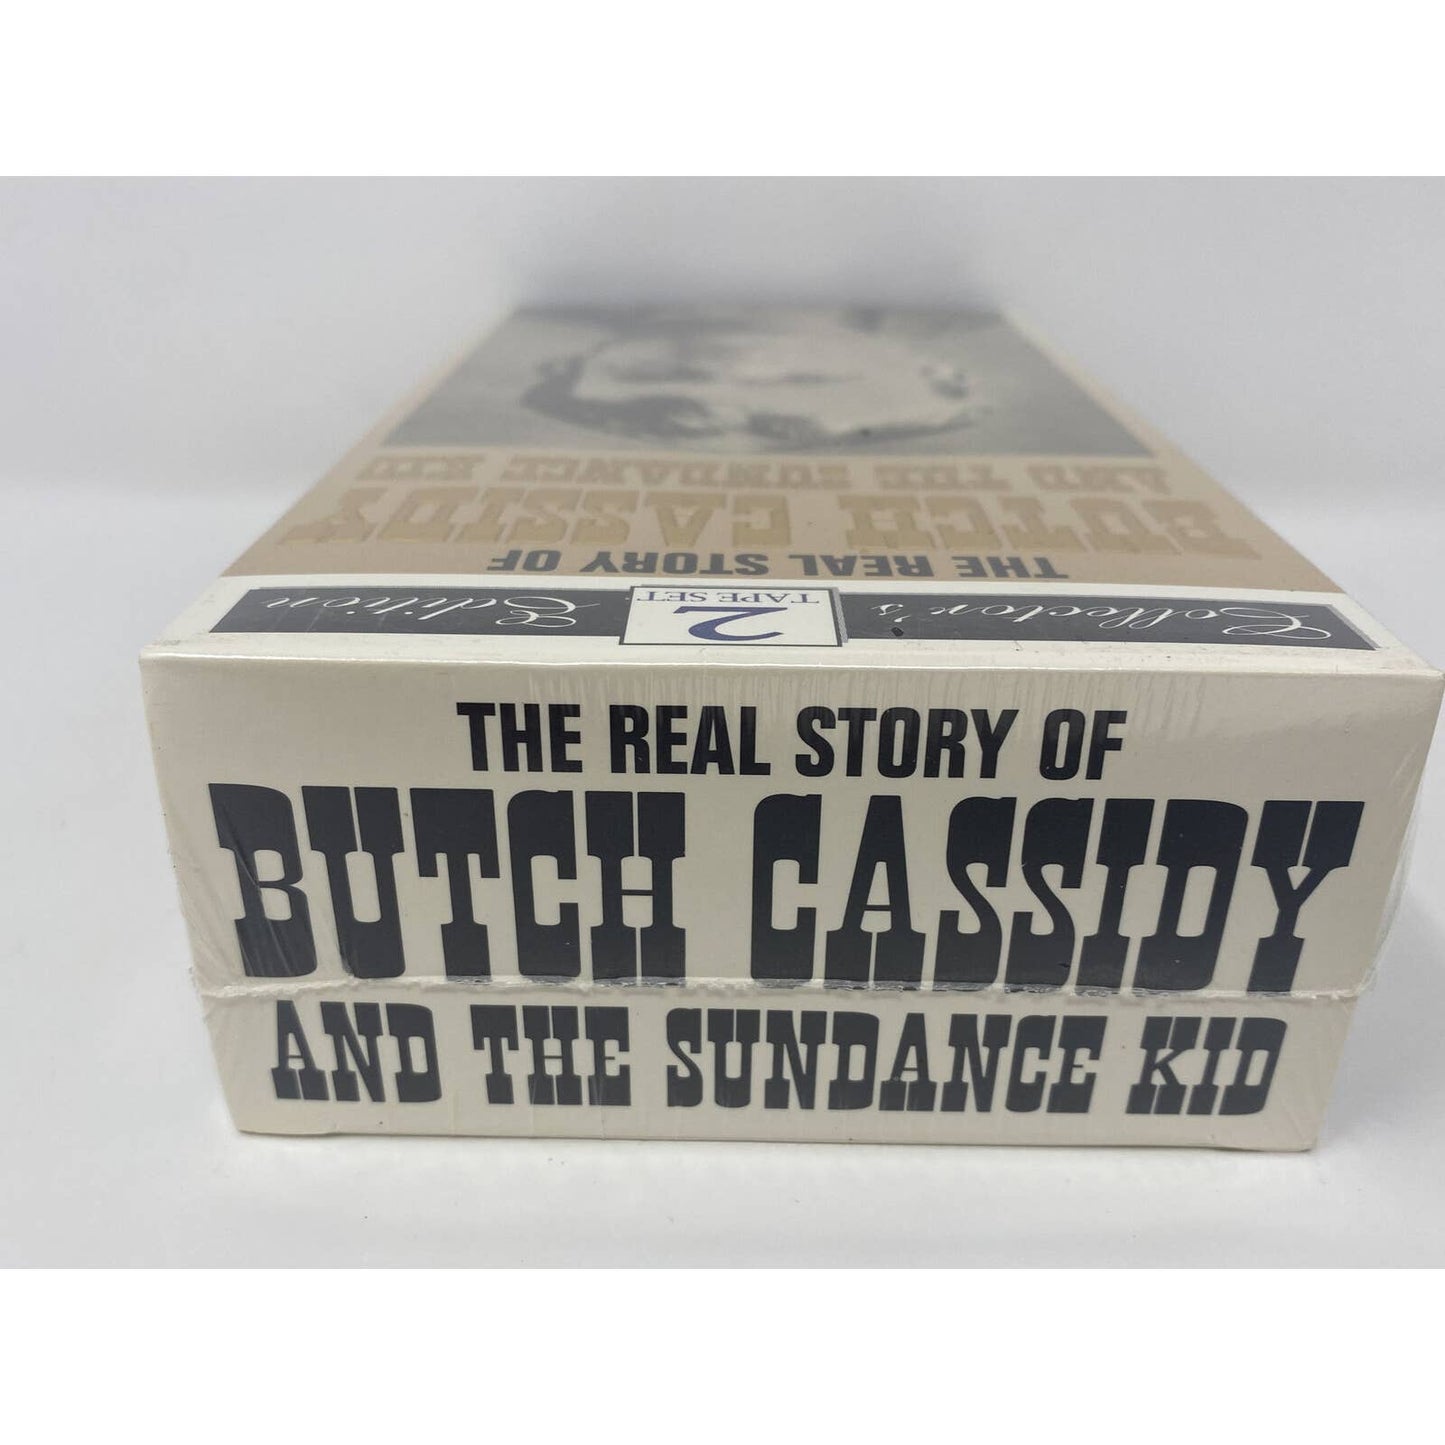 AND THE SUNDANCE KID
BUTCH CASSIDY
THE REAL STORY OF
Collector's 2 TAPE SET Edition
THE REAL STORY OF
BUTCH CASSIDY
AND THE SUNDANCE KID